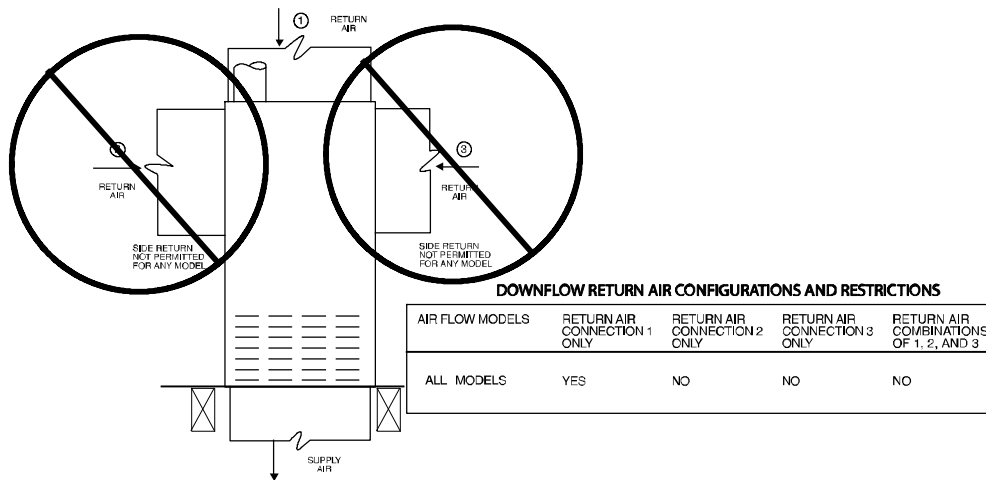 ①
RETURN
AIR
RETURN
AIR
SIDE RETURN
NOT PERMITTED
FOR ANY MODEL
③
RETURN
AIR
SIDE RETURN
NOT PERMITTED
FOR ANY MODEL
DOWNFLOW RETURN AIR CONFIGURATIONS AND RESTRICTIONS
AIR FLOW MODELS
RETURN AIR
CONNECTION 1
ONLY
RETURN AIR
CONNECTION 2
ONLY
RETURN AIR
CONNECTION 3
ONLY
RETURN AIR
COMBINATIONS
OF 1, 2, AND 3
ALL MODELS YES NO NO NO
SUPPLY
AIR